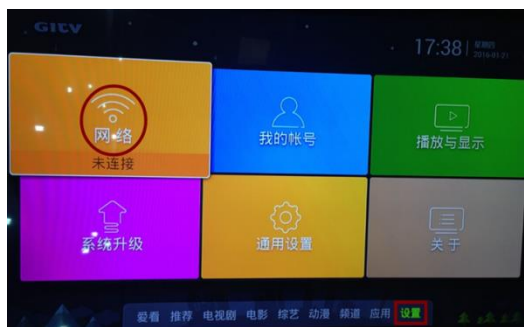 GITV
17:38
网络
未连接
我的帐号
播放与显示
系统升级
通用设置
关于
爱看 推荐 电视剧 电影 综艺 动漫 频道 应用 设置